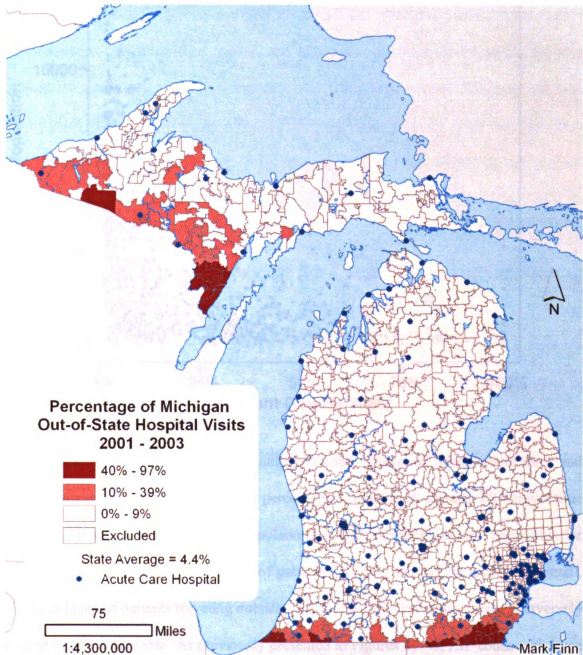 Percentage of Michigan
Out-of-State Hospital Visits
2001 - 2003
40% - 97%
10% - 39%
0% - 9%
Excluded
State Average = 4.4%
Acute Care Hospital
75
Miles
1:4,300,000
N
Mark Finn